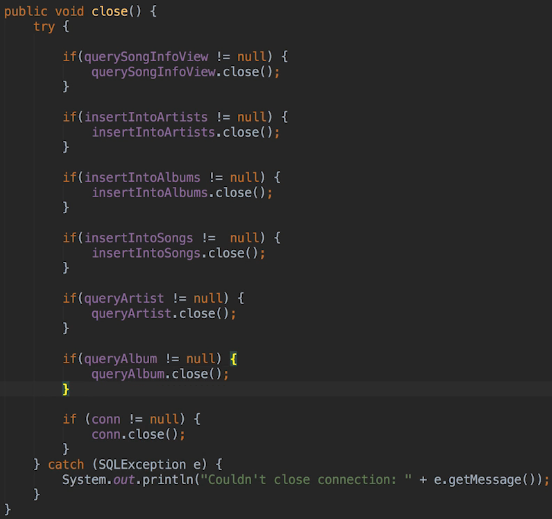 public void close() {
    try {

        if(querySongInfoView != null) {
            querySongInfoView.close();
        }

        if(insertIntoArtists != null) {
            insertIntoArtists.close();
        }

        if(insertIntoAlbums != null) {
            insertIntoAlbums.close();
        }

        if(insertIntoSongs !=  null) {
            insertIntoSongs.close();
        }

        if(queryArtist != null) {
            queryArtist.close();
        }

        if(queryAlbum != null) {
            queryAlbum.close();
        }

        if (conn != null) {
            conn.close();
        }
    } catch (SQLException e) {
        System.out.println("Couldn't close connection: " + e.getMessage());
    }
}